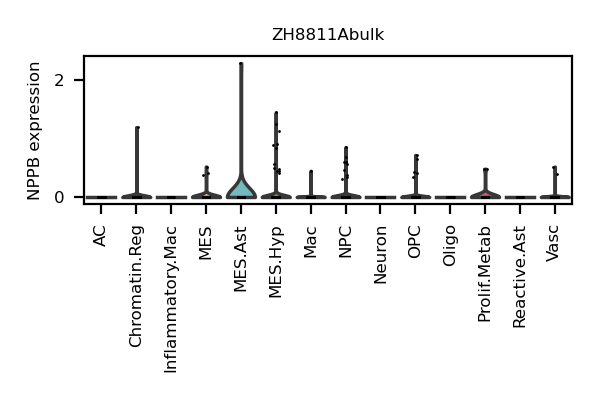 ZH8811Abulk
NPPB expression
2
0
AC
Chromatin.Reg
Inflammatory.Mac
MES
MES.Ast
MES.Hyp
Mac
NPC
Neuron
OPC
Oligo
Prolif.Metab
Reactive.Ast
Vasc